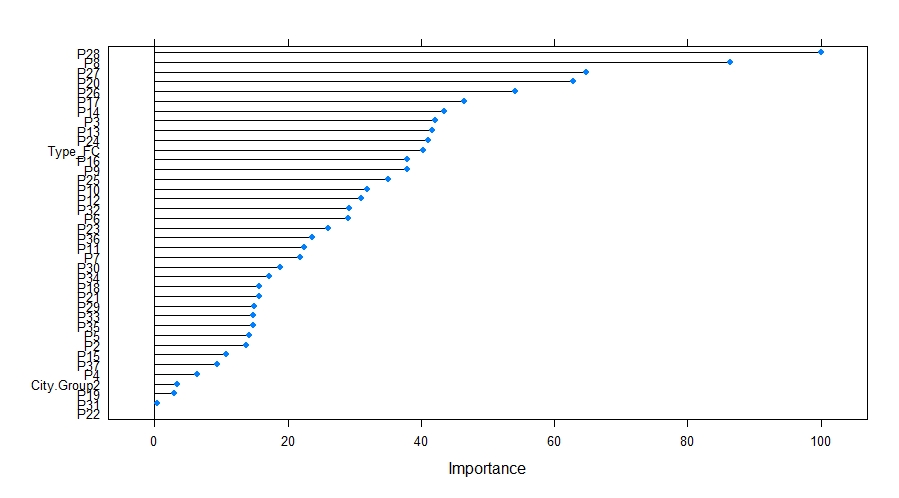 P28
P8
P27
P20
P26
P17
P14
P3
P13
P24
Type_FC
P16
P9
P25
P10
P12
P32
P6
P23
P36
P11
P7
P30
P34
P18
P21
P29
P33
P35
P5
P2
P15
P37
P4
City.Group2
P19
P31
P22
0 20 40 60 80 100
Importance